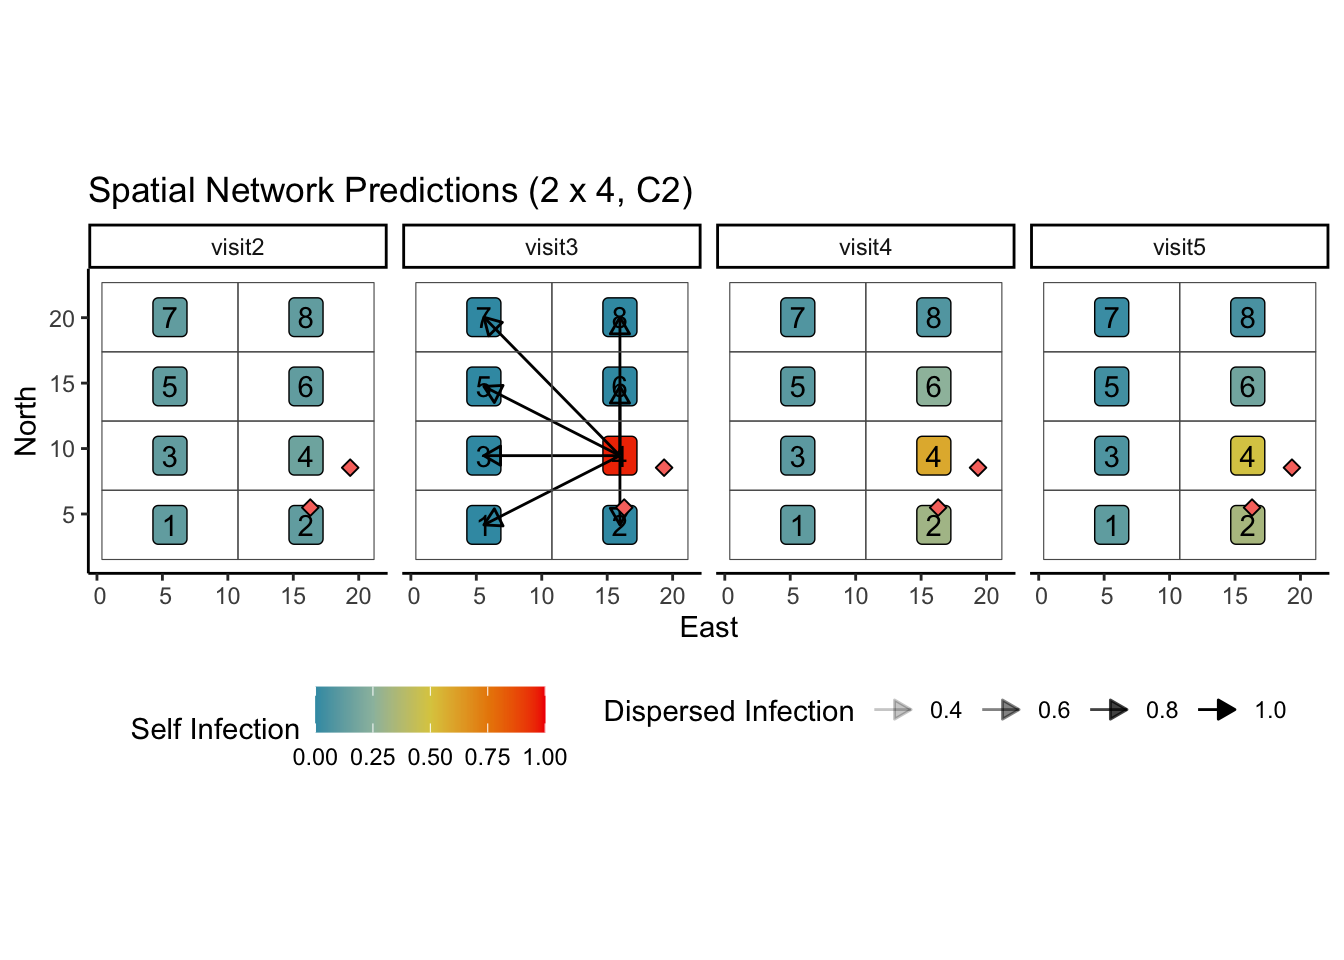 Spatial Network Predictions (2 x 4, C2)
visit2 visit3 visit4 visit5
20 7 8 7 8 7 8 7 8
15 5 6 5 6 5 6 5 6
10 3 4 3 4 3 4 3 4
5 1 2 1 2 1 2 1 2
North
0 5 10 15 20 0 5 10 15 20 0 5 10 15 20 0 5 10 15 20
East
Self Infection
0.00 0.25 0.50 0.75 1.00
Dispersed Infection 0.4 0.6 0.8 1.0